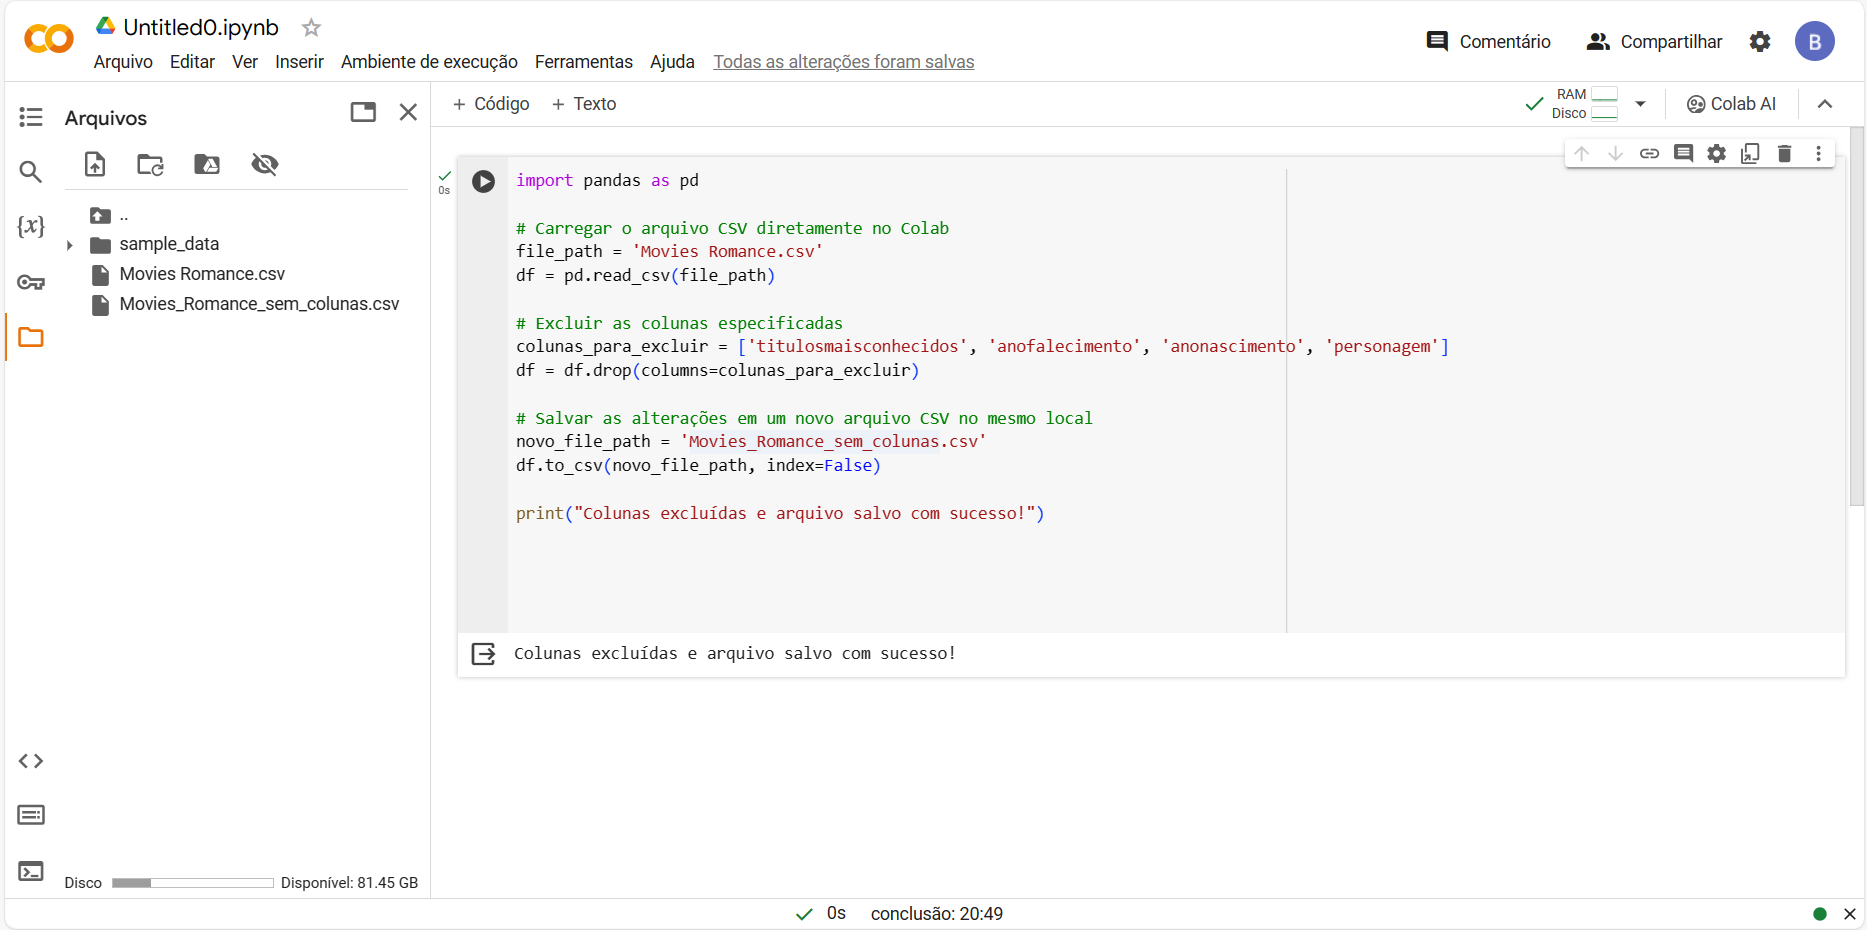 Untitled0.ipynb
Arquivo Editar Ver Inserir Ambiente de execução Ferramentas Ajuda Todas as alterações foram salvas
Comentário Compartilhar B
Arquivos
+ Código + Texto
RAM
Disco
Colab AI
{x}
..
sample_data
Movies Romance.csv
Movies_Romance_sem_colunas.csv
0s
import pandas as pd
# Carregar o arquivo CSV diretamente no Colab
file_path = 'Movies Romance.csv'
df = pd.read_csv(file_path)
# Excluir as colunas especificadas
colunas_para_excluir = ['titulosmaisconhecidos', 'anofalecimento', 'anonascimento', 'personagem']
df = df.drop(columns=colunas_para_excluir)
# Salvar as alterações em um novo arquivo CSV no mesmo local
novo_file_path = 'Movies_Romance_sem_colunas.csv'
df.to_csv(novo_file_path, index=False)
print("Colunas excluídas e arquivo salvo com sucesso!")
Colunas excluídas e arquivo salvo com sucesso!
Disco Disponível: 81.45 GB
0s conclusão: 20:49